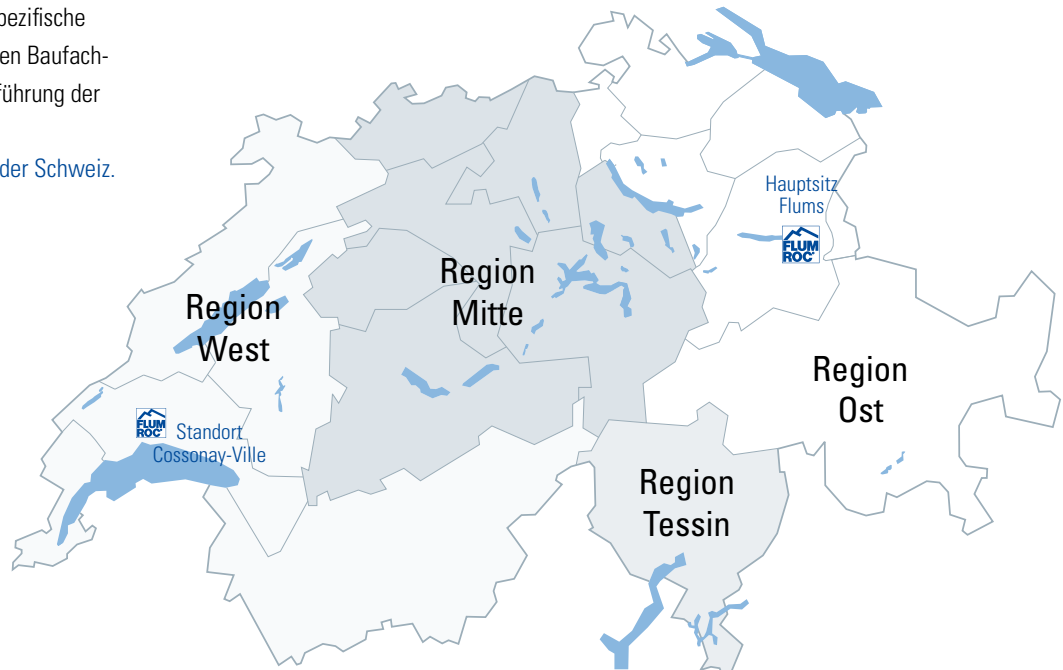 pezifische
en Baufach-
führung der
der Schweiz.
Hauptsitz
Flums
FLUM
ROC
Region
Mitte
Region
West
Region
Ost
FLUM
ROC
Standort
Cossonay-Ville
Region
Tessin